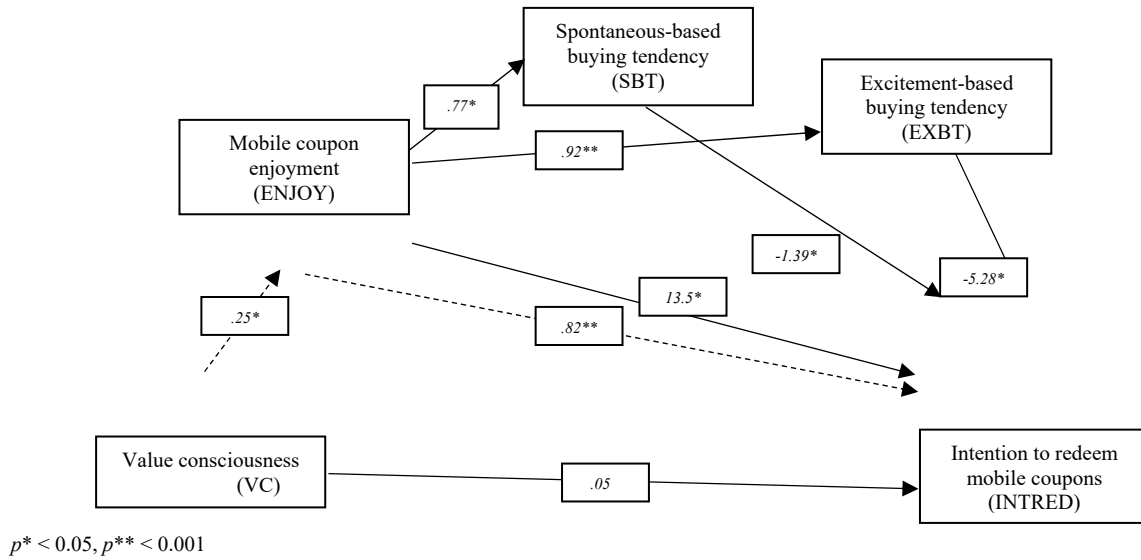 Spontaneous-based
buying tendency
(SBT)
Excitement-based
buying tendency
(EXBT)
.77*
Mobile coupon
enjoyment
(ENJOY)
.92**
-1.39*
-5.28*
13.5*
.25*
.82**
Value consciousness
(VC)
.05
Intention to redeem
mobile coupons
(INTRED)
p* < 0.05, p** < 0.001